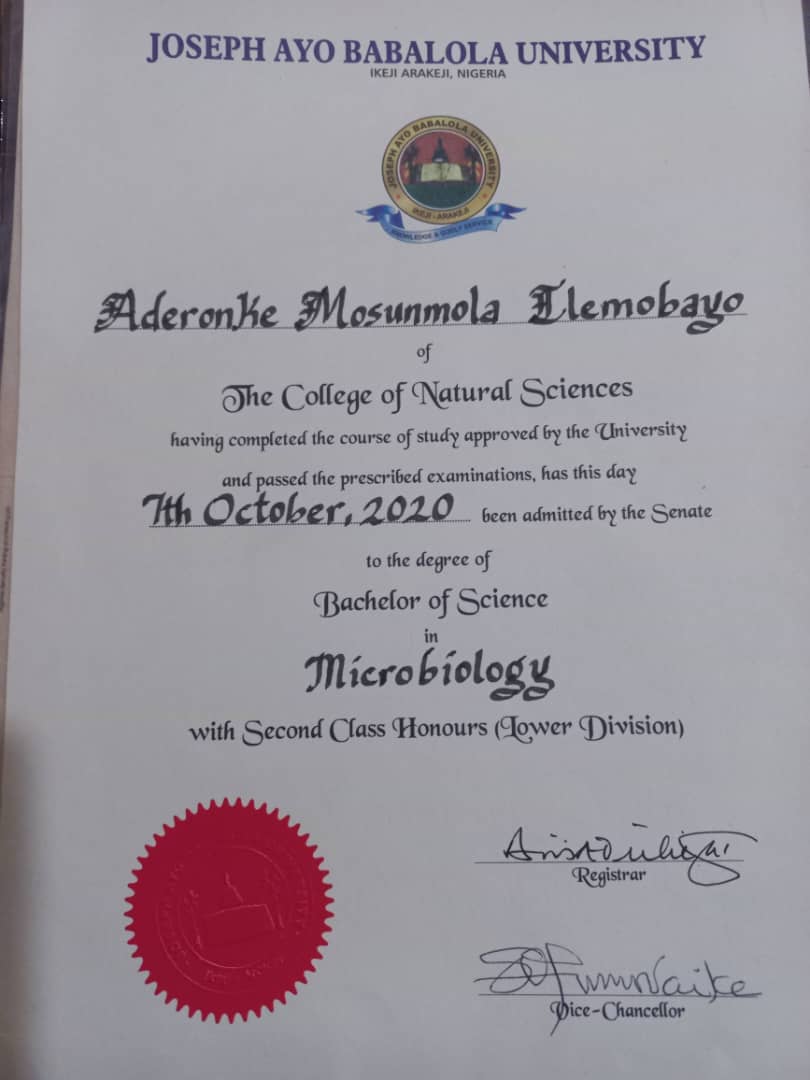 JOSEPH AYO BABALOLA UNIVERSITY
IKEJI ARAKEJI, NIGERIA
JOSEPH AYO BABALOLA UNIVERSITY
IKEJI - ARAKEJI
KNOWLEDGE & GODLY SERVICE
Aderonke Mosunmola Ilemobayo
of
The College of Natural Sciences
having completed the course of study approved by the University
and passed the prescribed examinations, has this day
7th October, 2020 been admitted by the Senate
to the degree of
Bachelor of Science
in
Microbiology
with Second Class Honours (Lower Division)
Registrar
Vice-Chancellor